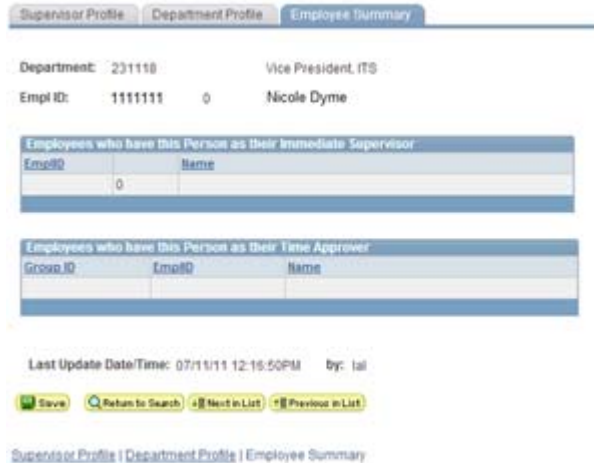 Supervisor Profile Department Profile Employee Summary
Department: 231118 Vice President, ITS
Empl ID: 1111111 0 Nicole Dyme
Employees who have this Person as their Immediate Supervisor
EmplID Name
0
Employees who have this Person as their Time Approver
Group ID EmplID Name
Last Update Date/Time: 07/11/11 12:16:50PM by: lal
Save Return to Search Next in List Previous in List
Supervisor Profile | Department Profile | Employee Summary